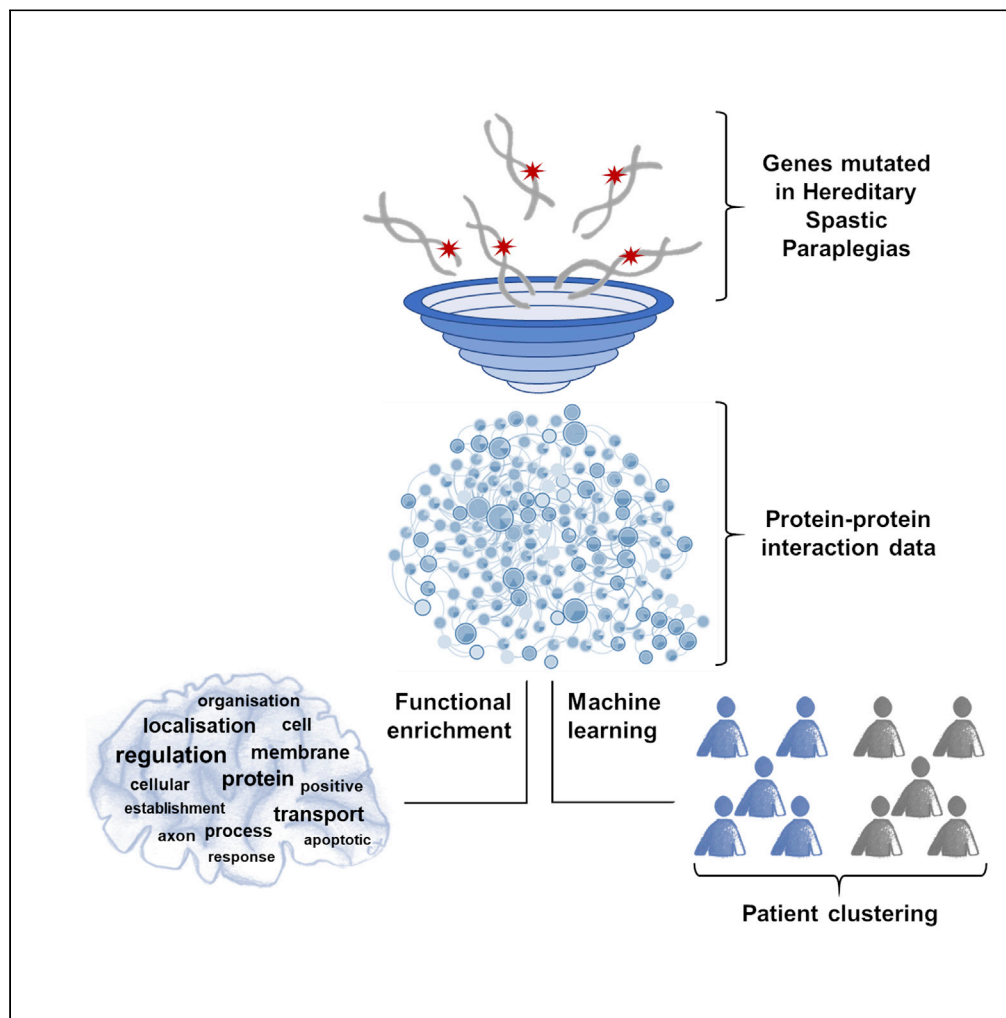 Genes mutated
in Hereditary
Spastic
Paraplegias
Protein-protein
interaction data
Functional
enrichment
Machine
learning
organisation
localisation cell
regulation membrane
cellular protein positive
establishment transport
axon process apoptotic
response
Patient clustering